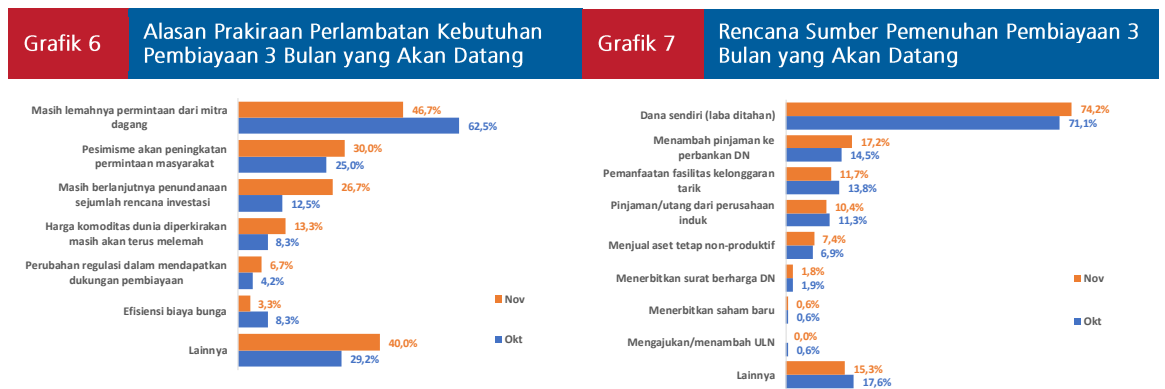 Grafik 6
Alasan Prakiraan Perlambatan Kebutuhan
Pembiayaan 3 Bulan yang Akan Datang
Masih lemahnya permintaan dari mitra
dagang
46,7%
62,5%
Pesimisme akan peningkatan
permintaan masyarakat
30,0%
25,0%
Masih berlanjutnya penundanaan
sejumlah rencana investasi
26,7%
12,5%
Harga komoditas dunia diperkirakan
masih akan terus melemah
13,3%
8,3%
Perubahan regulasi dalam mendapatkan
dukungan pembiayaan
6,7%
4,2%
Efisiensi biaya bunga
3,3%
8,3%
Lainnya
40,0%
29,2%
Nov
Okt
Grafik 7
Rencana Sumber Pemenuhan Pembiayaan 3
Bulan yang Akan Datang
Dana sendiri (laba ditahan)
74,2%
71,1%
Menambah pinjaman ke
perbankan DN
17,2%
14,5%
Pemanfaatan fasilitas kelonggaran
tarik
11,7%
13,8%
Pinjaman/utang dari perusahaan
induk
10,4%
11,3%
Menjual aset tetap non-produktif
7,4%
6,9%
Menerbitkan surat berharga DN
1,8%
1,9%
Menerbitkan saham baru
0,6%
0,6%
Mengajukan/menambah ULN
0,0%
0,6%
Lainnya
15,3%
17,6%
Nov
Okt